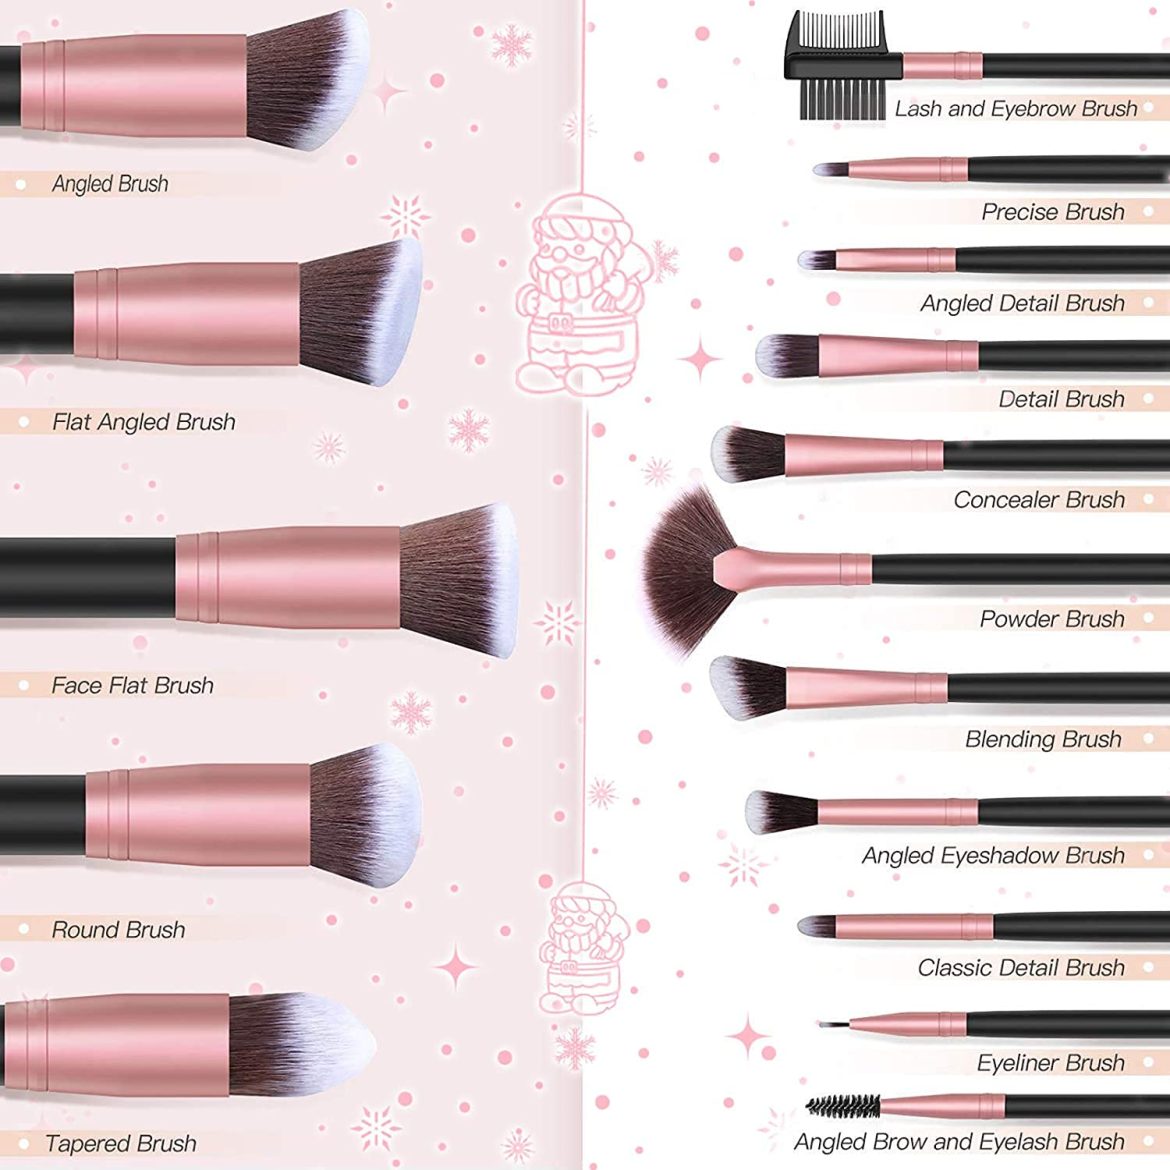 Angled Brush
Flat Angled Brush
Face Flat Brush
Round Brush
Tapered Brush
Lash and Eyebrow Brush
Precise Brush
Angled Detail Brush
Detail Brush
Concealer Brush
Powder Brush
Blending Brush
Angled Eyeshadow Brush
Classic Detail Brush
Eyeliner Brush
Angled Brow and Eyelash Brush